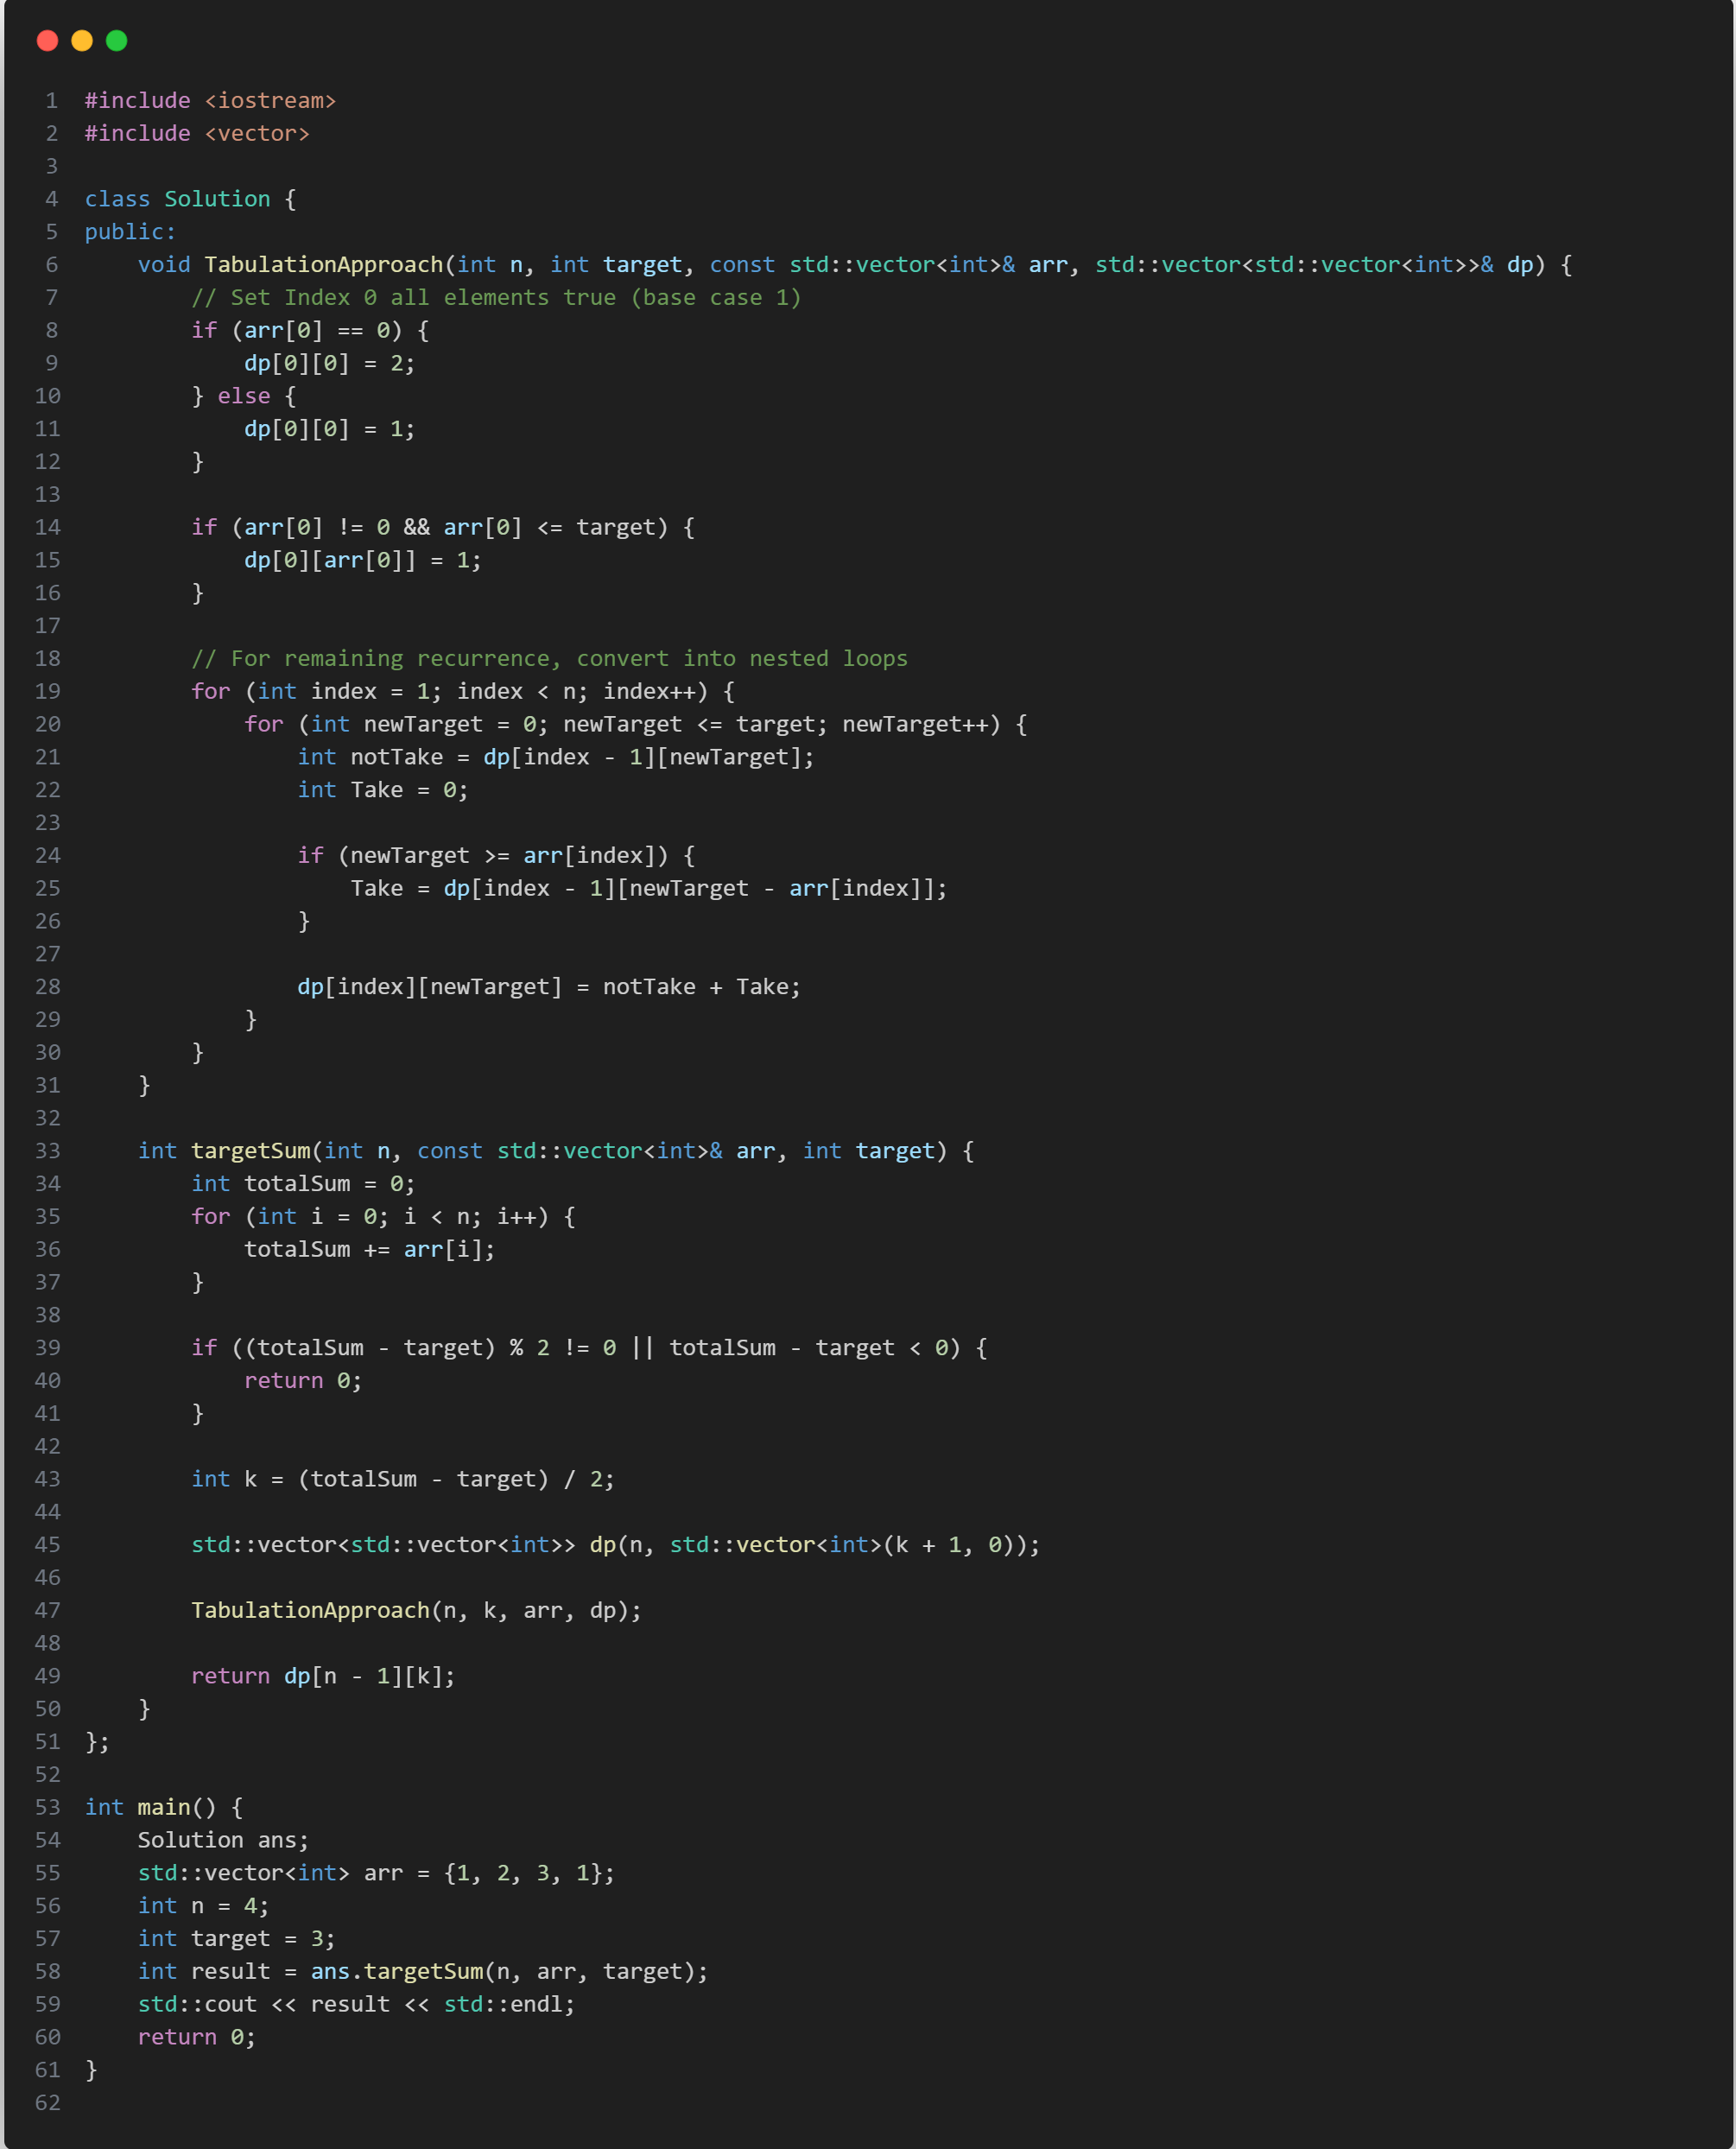 1 #include <iostream>
2 #include <vector>
3
4 class Solution {
5 public:
6     void TabulationApproach(int n, int target, const std::vector<int>& arr, std::vector<std::vector<int>>& dp) {
7         // Set Index 0 all elements true (base case 1)
8         if (arr[0] == 0) {
9             dp[0][0] = 2;
10         } else {
11             dp[0][0] = 1;
12         }
13
14         if (arr[0] != 0 && arr[0] <= target) {
15             dp[0][arr[0]] = 1;
16         }
17
18         // For remaining recurrence, convert into nested loops
19         for (int index = 1; index < n; index++) {
20             for (int newTarget = 0; newTarget <= target; newTarget++) {
21                 int notTake = dp[index - 1][newTarget];
22                 int Take = 0;
23
24                 if (newTarget >= arr[index]) {
25                     Take = dp[index - 1][newTarget - arr[index]];
26                 }
27
28                 dp[index][newTarget] = notTake + Take;
29             }
30         }
31     }
32
33     int targetSum(int n, const std::vector<int>& arr, int target) {
34         int totalSum = 0;
35         for (int i = 0; i < n; i++) {
36             totalSum += arr[i];
37         }
38
39         if ((totalSum - target) % 2 != 0 || totalSum - target < 0) {
40             return 0;
41         }
42
43         int k = (totalSum - target) / 2;
44
45         std::vector<std::vector<int>> dp(n, std::vector<int>(k + 1, 0));
46
47         TabulationApproach(n, k, arr, dp);
48
49         return dp[n - 1][k];
50     }
51 };
52
53 int main() {
54     Solution ans;
55     std::vector<int> arr = {1, 2, 3, 1};
56     int n = 4;
57     int target = 3;
58     int result = ans.targetSum(n, arr, target);
59     std::cout << result << std::endl;
60     return 0;
61 }
62